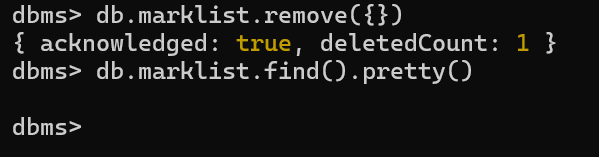 dbms> db.marklist.remove({})
{ acknowledged: true, deletedCount: 1 }
dbms> db.marklist.find().pretty()
dbms>